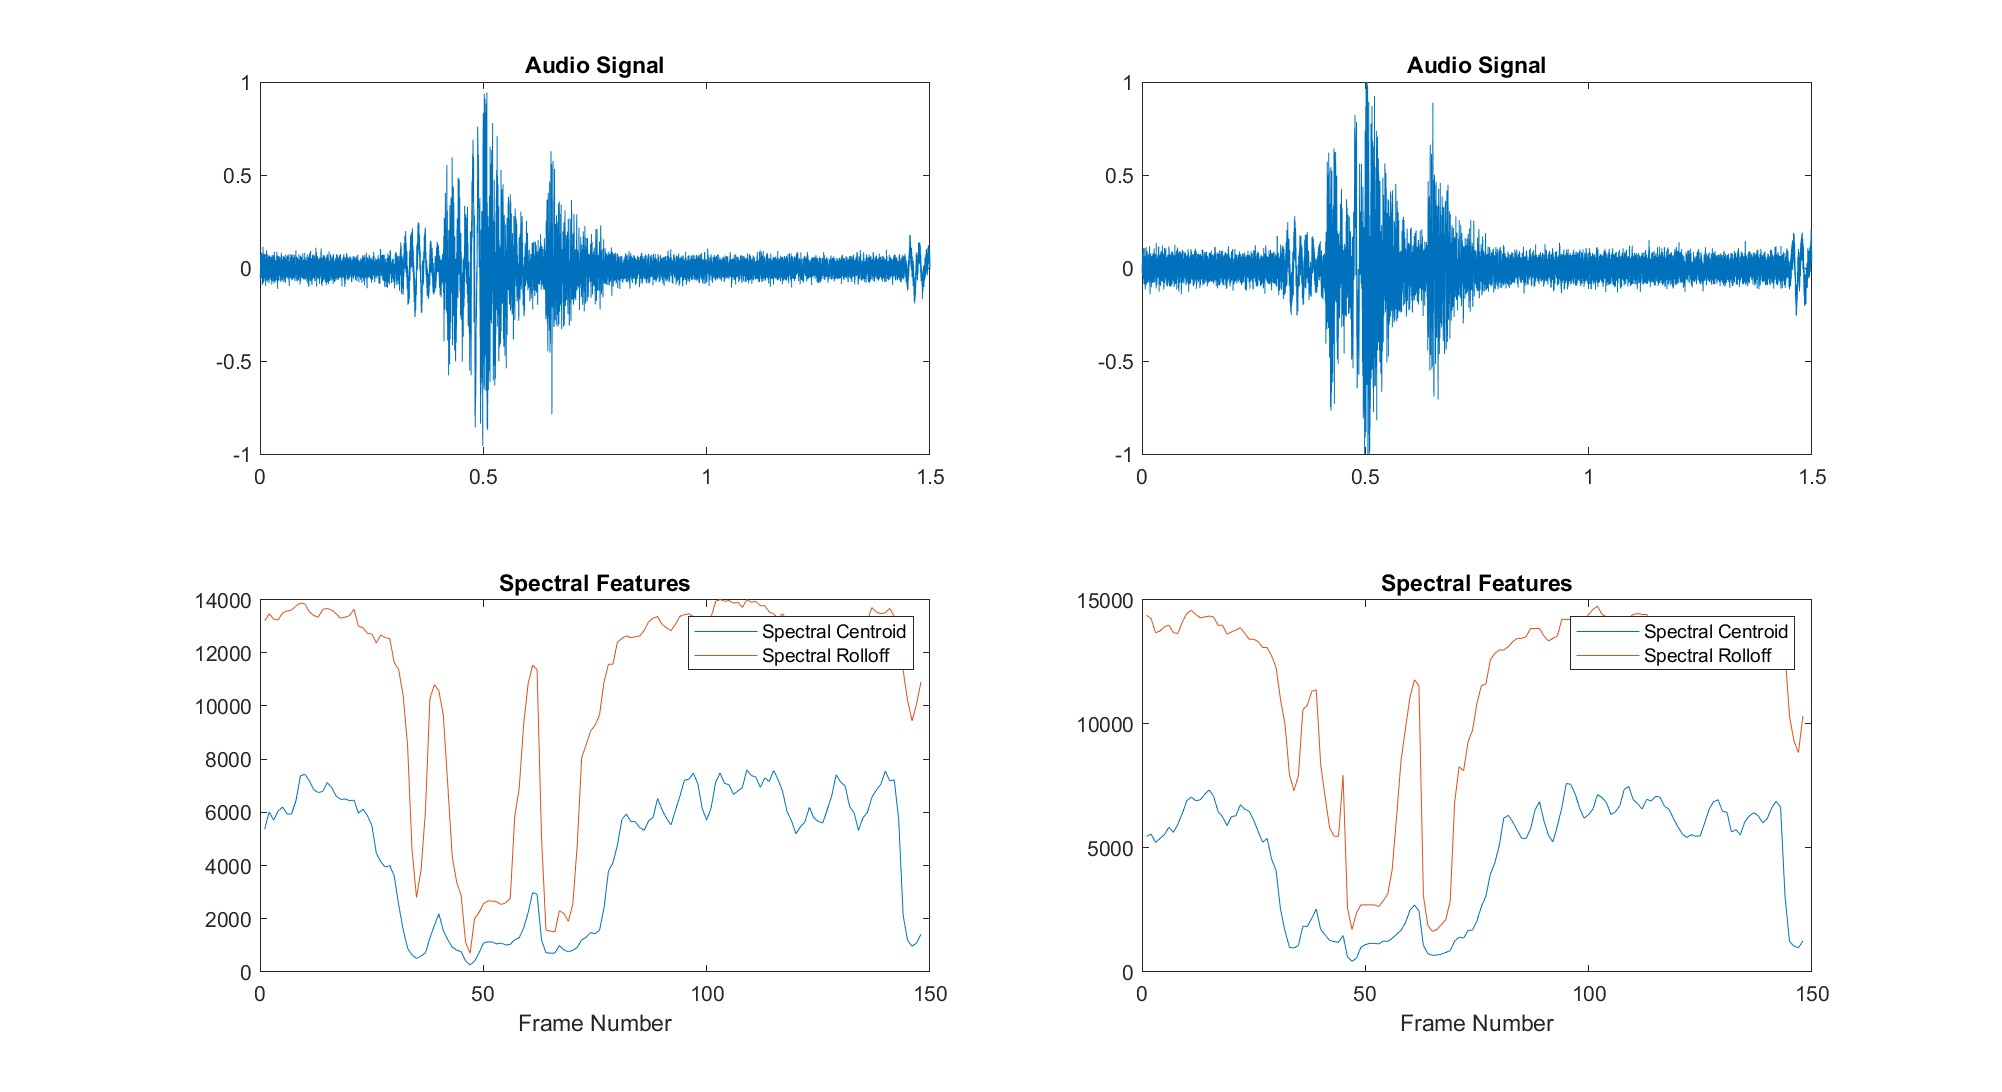 Audio Signal
1
0.5
0
-0.5
-1
0 0.5 1 1.5
Audio Signal
1
0.5
0
-0.5
-1
0 0.5 1 1.5
Spectral Features
14000
12000
10000
8000
6000
4000
2000
0
Spectral Centroid
Spectral Rolloff
0 50 100 150
Frame Number
Spectral Features
15000
10000
5000
0
Spectral Centroid
Spectral Rolloff
0 50 100 150
Frame Number